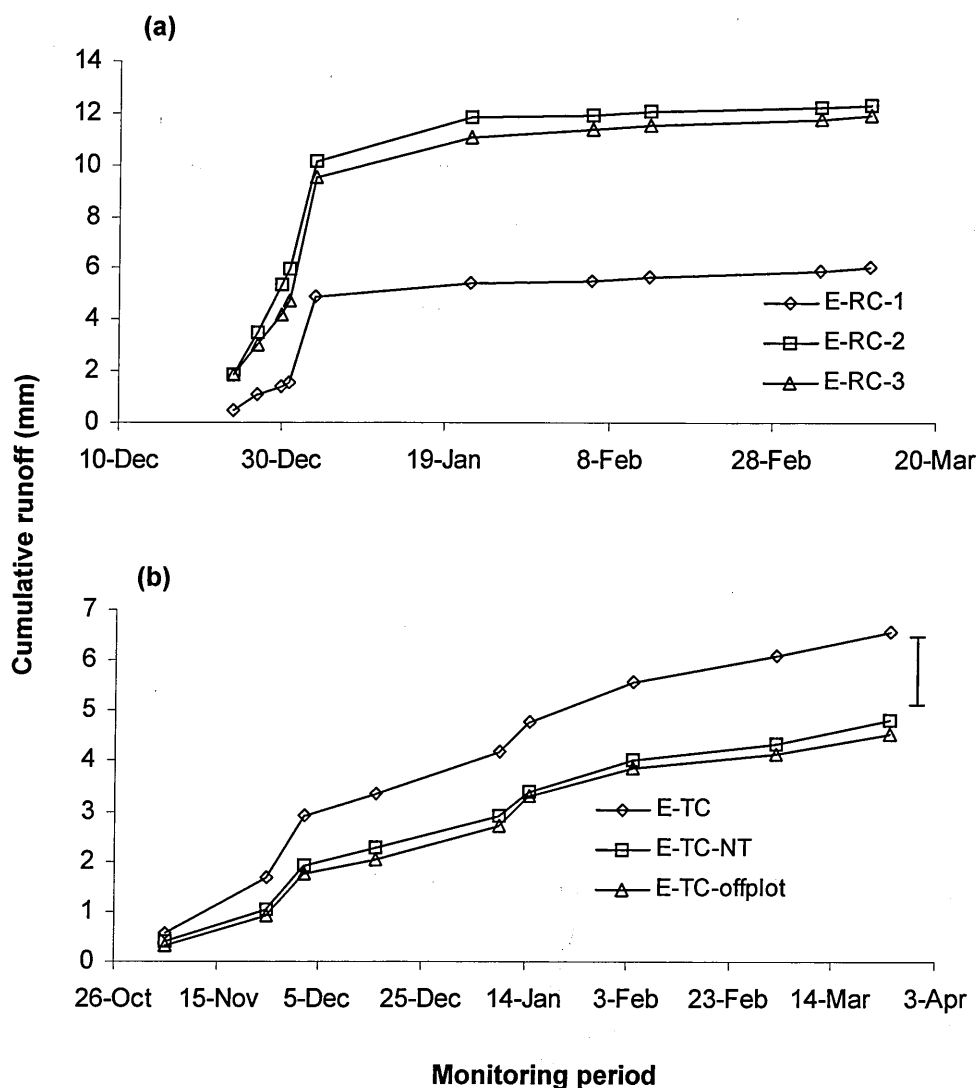 (a)
14
12
10
8
6
4
2
0
10-Dec 30-Dec 19-Jan 8-Feb 28-Feb 20-Mar
E-RC-1
E-RC-2
E-RC-3
Cumulative runoff (mm)
(b)
7
6
5
4
3
2
1
0
26-Oct 15-Nov 5-Dec 25-Dec 14-Jan 3-Feb 23-Feb 14-Mar 3-Apr
E-TC
E-TC-NT
E-TC-offplot
Monitoring period